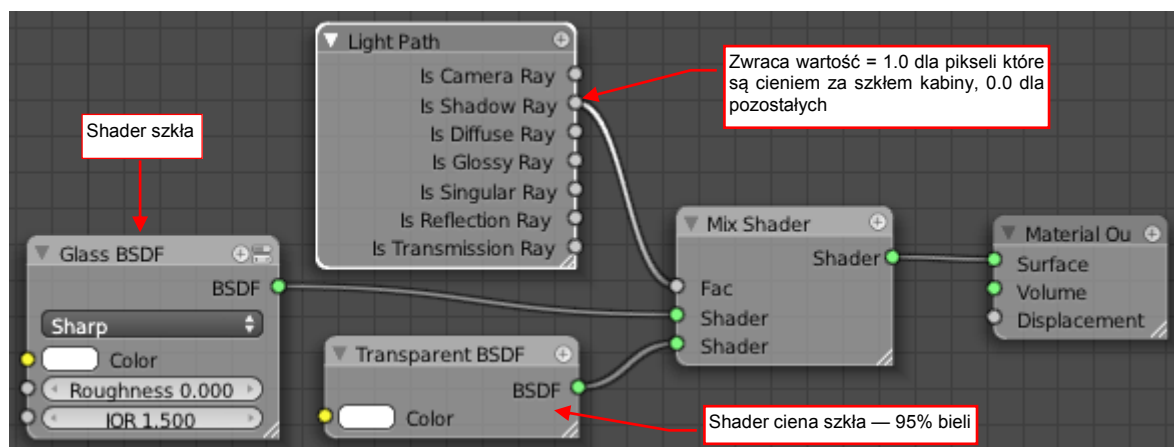 Light Path
Is Camera Ray
Is Shadow Ray
Is Diffuse Ray
Is Glossy Ray
Is Singular Ray
Is Reflection Ray
Is Transmission Ray
Zwraca wartość = 1.0 dla pikseli które
są cieniem za szkłem kabiny, 0.0 dla
pozostałych
Shader szkła
Glass BSDF
BSDF
Sharp
Color
Roughness 0.000
IOR 1.500
Transparent BSDF
BSDF
Color
Mix Shader
Shader
Fac
Shader
Shader
Material Ou
Surface
Volume
Displacement
Shader ciena szkła — 95% bieli